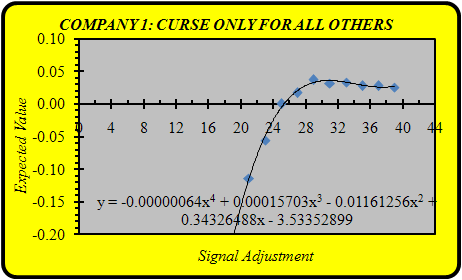 COMPANY 1: CURSE ONLY FOR ALL OTHERS
0.10
0.05
0.00
-0.05
-0.10
-0.15
-0.20
Expected Value
0 4 8 12 16 20 24 28 32 36 40 44
y = -0.00000064x⁴ + 0.00015703x³ - 0.01161256x² +
0.34326488x - 3.53352899
Signal Adjustment